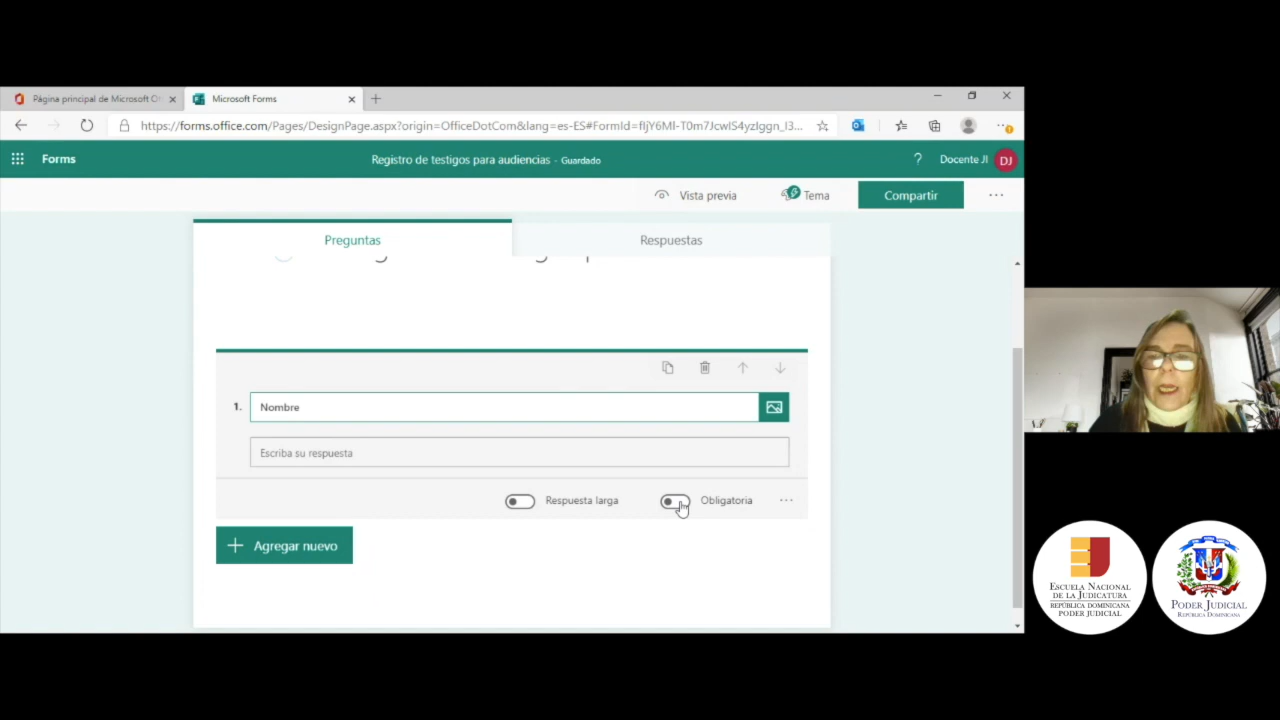 Página principal de Microsoft Of
Microsoft Forms
https://forms.office.com/Pages/DesignPage.aspx?origin=OfficeDotCom&lang=es-ES#FormId=
Forms
Registro de testigos para audiencias - Guardado
?
Docente JI
DJ
Vista previa
Tema
Compartir
Preguntas
Respuestas
1.
Nombre
Escriba su respuesta
Respuesta larga
Obligatoria
Agregar nuevo
ESCUELA NACIONAL
DE LA JUDICATURA
REPÚBLICA DOMINICANA
PODER JUDICIAL
PODER JUDICIAL
REPÚBLICA DOMINICANA